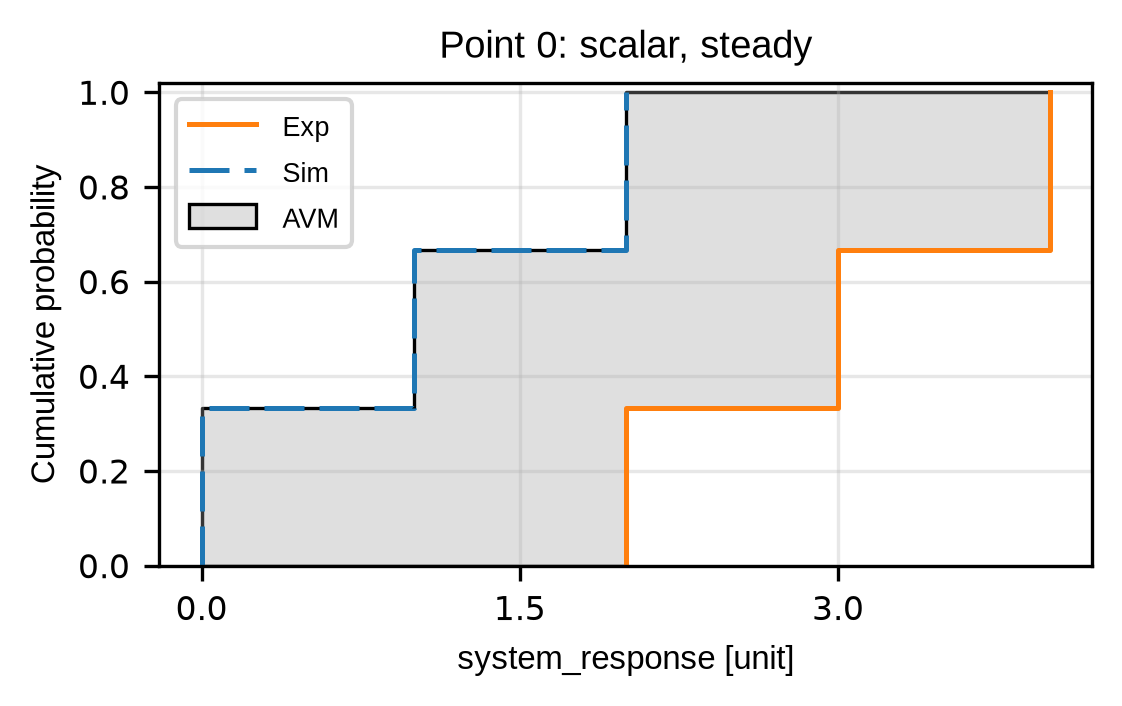 Point 0: scalar, steady
1.0
0.8
0.6
0.4
0.2
0.0
Cumulative probability
Exp
Sim
AVM
0.0 1.5 3.0
system_response [unit]